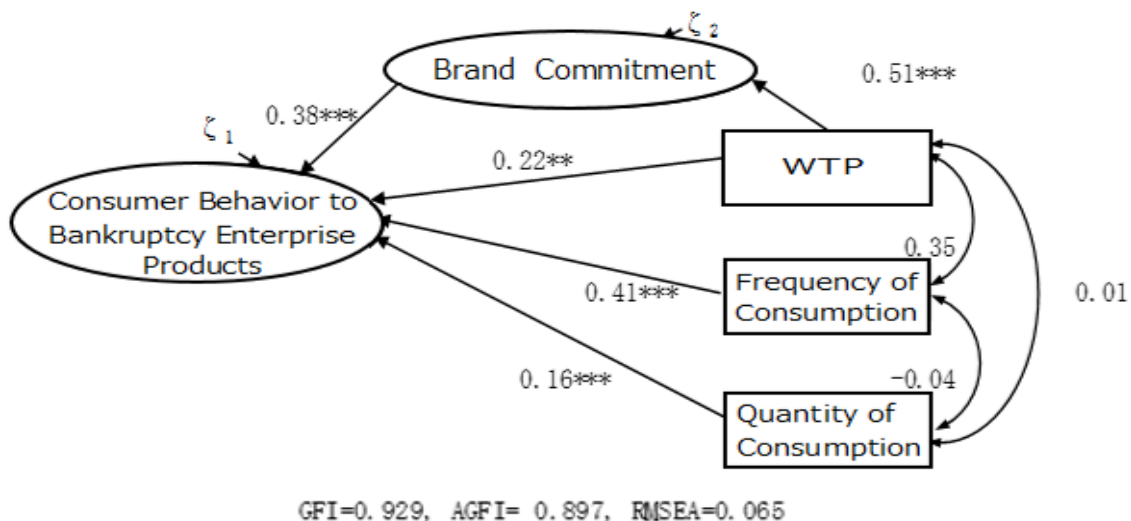 ζ 2
Brand Commitment
0.51***
0.38***
ζ 1
WTP
0.22**
Consumer Behavior to
Bankruptcy Enterprise
Products
0.35
Frequency of
Consumption
0.41***
0.01
0.16***
-0.04
Quantity of
Consumption
GFI=0.929, AGFI= 0.897, RMSEA=0.065